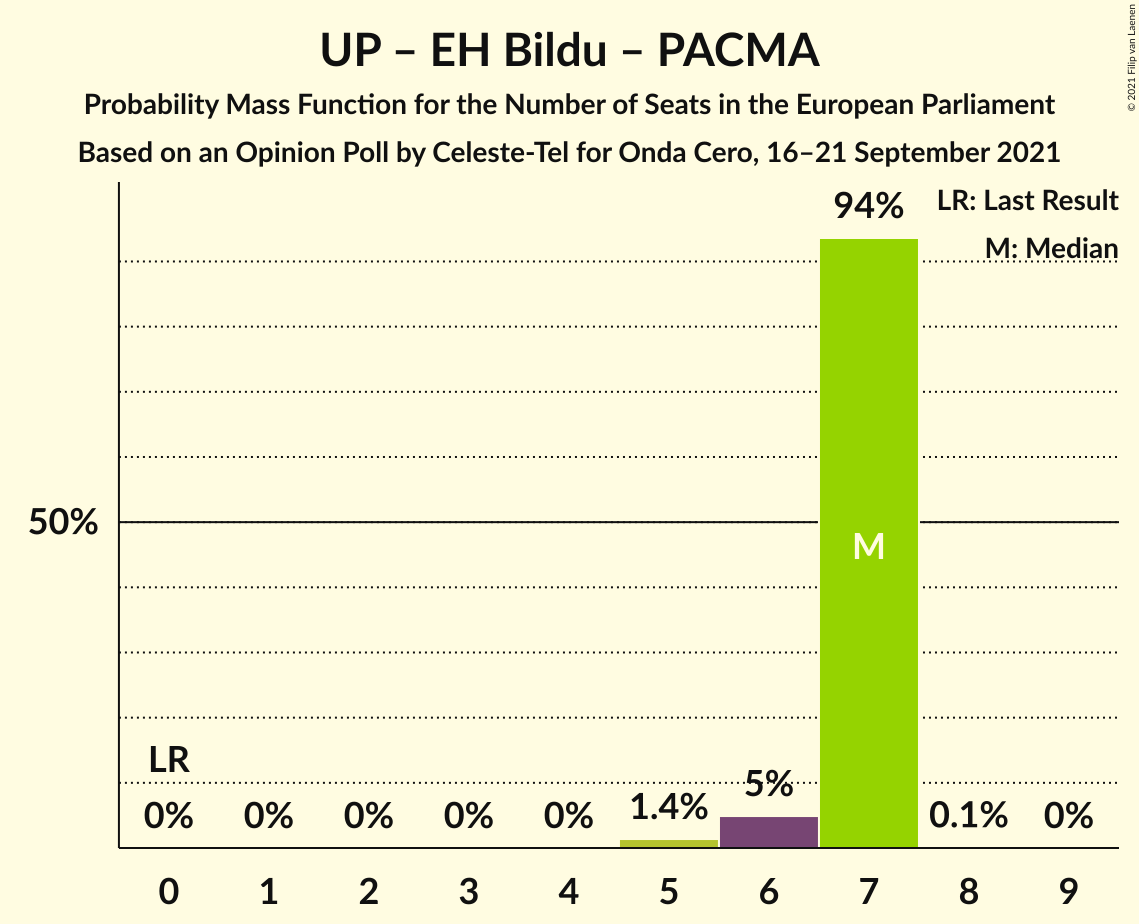 UP – EH Bildu – PACMA
Probability Mass Function for the Number of Seats in the European Parliament
Based on an Opinion Poll by Celeste-Tel for Onda Cero, 16–21 September 2021
© 2021 Filip van Laenen
LR: Last Result
M: Median
94%
50%
M
LR
0% 0% 0% 0% 0% 1.4% 5% 0.1% 0%
0 1 2 3 4 5 6 7 8 9